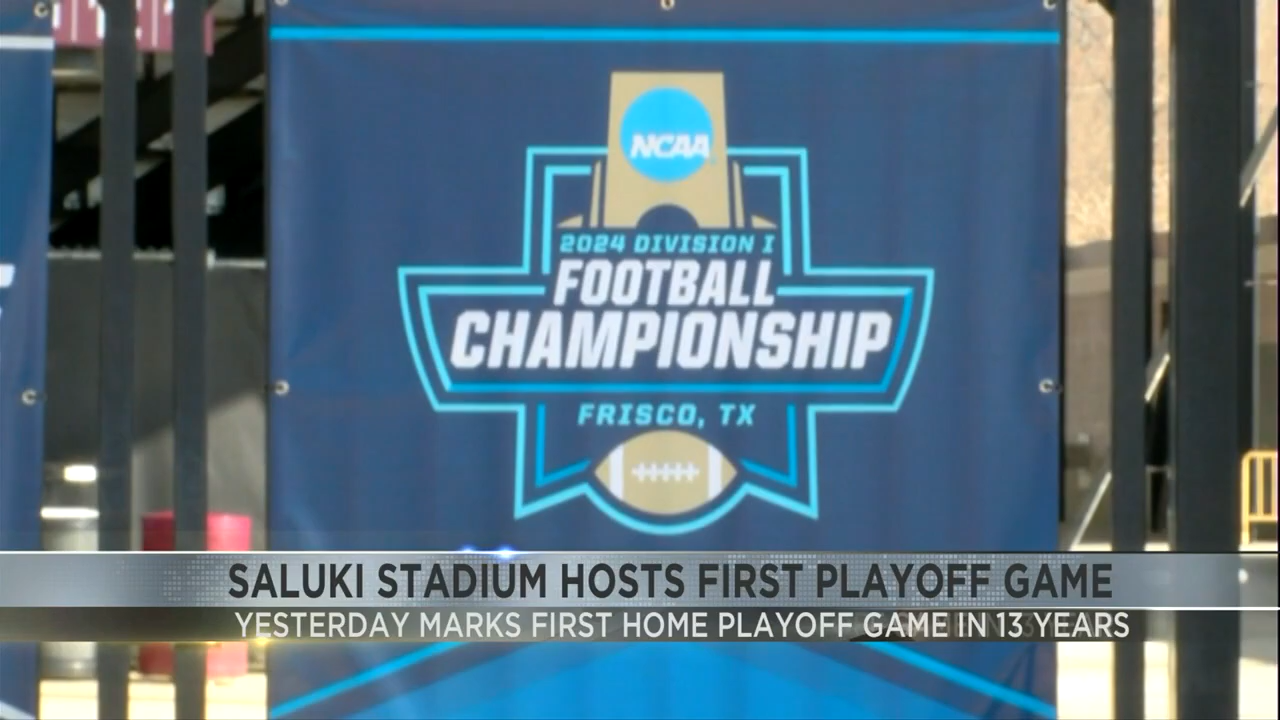 NCAA
2024 DIVISION I
FOOTBALL
CHAMPIONSHIP
FRISCO, TX
SALUKI STADIUM HOSTS FIRST PLAYOFF GAME
YESTERDAY MARKS FIRST HOME PLAYOFF GAME IN 13 YEARS